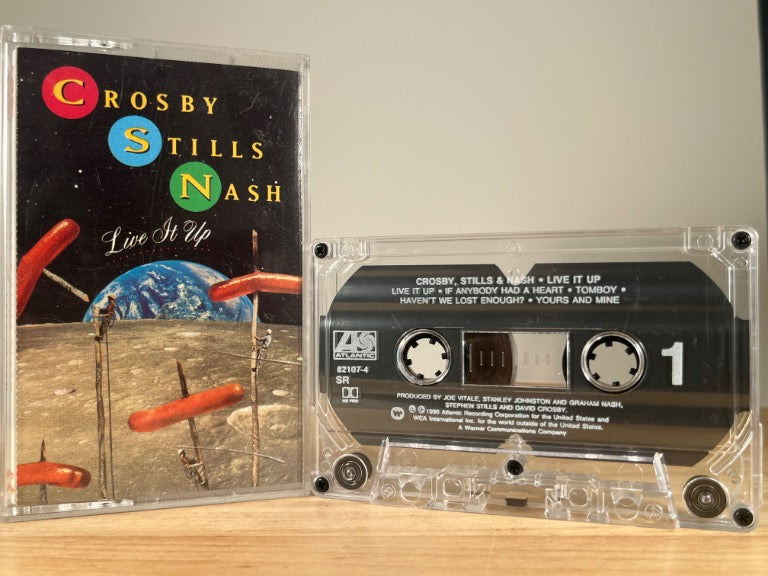 CROSBY
STILLS
NASH
Live It Up
CROSBY, STILLS & NASH • LIVE IT UP
LIVE IT UP • IF ANYBODY HAD A HEART • TOMBOY •
HAVEN'T WE LOST ENOUGH? • YOURS AND MINE
ATLANTIC
82107-4
SR
1
PRODUCED BY JOE VITALE, STANLEY JOHNSTON AND GRAHAM NASH,
STEPHEN STILLS AND DAVID CROSBY.
℗ © 1990 Atlantic Recording Corporation for the United States and
WEA International Inc. for the world outside of the United States.
A Warner Communications Company